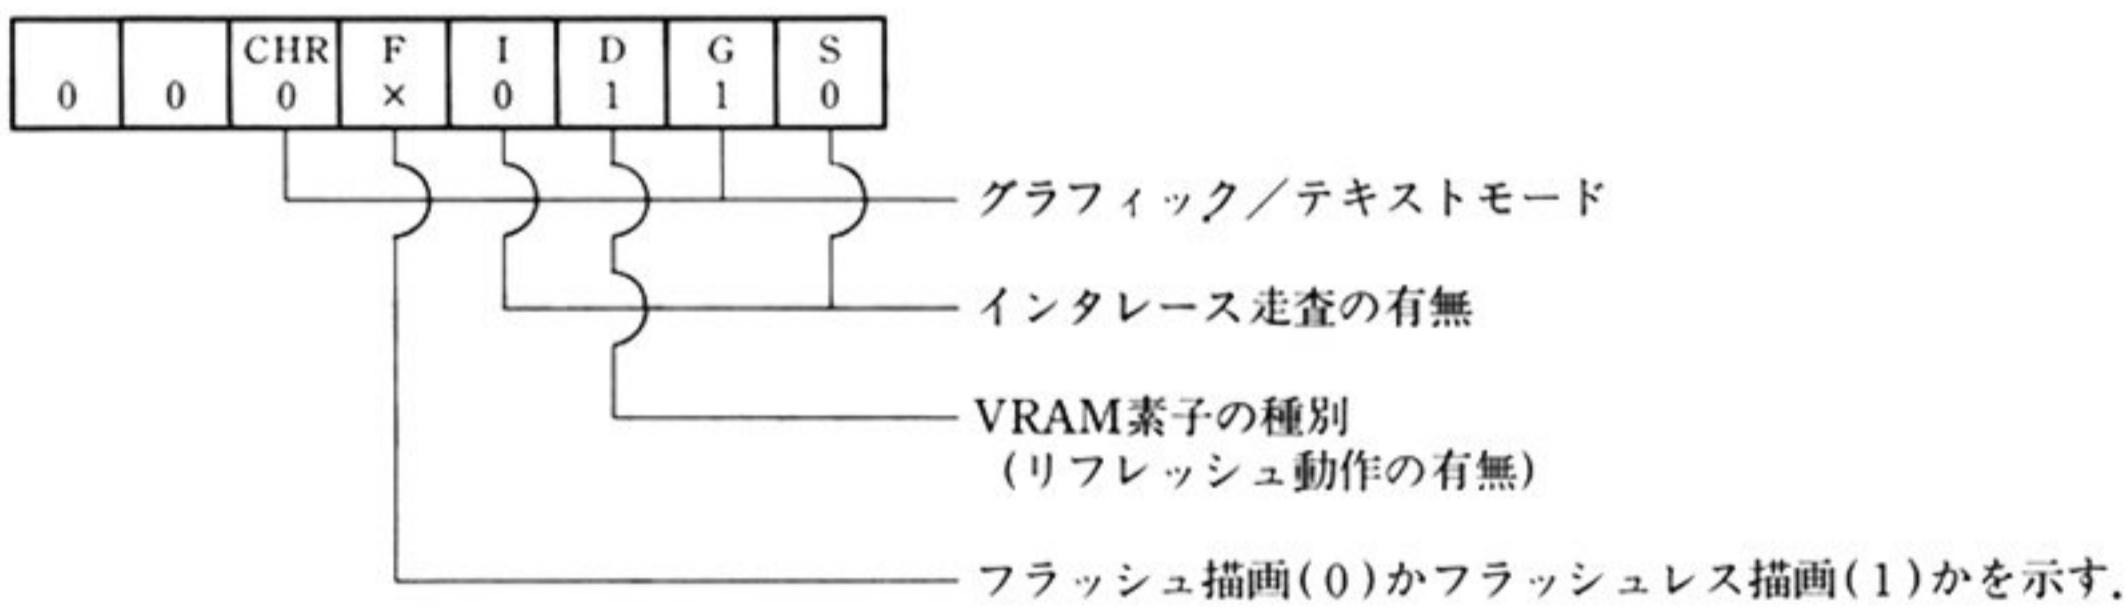 CHR F I D G S
0 0 0 × 0 1 1 0
グラフィック／テキストモード
インタレース走査の有無
VRAM素子の種別
(リフレッシュ動作の有無)
フラッシュ描画(0)かフラッシュレス描画(1)かを示す.